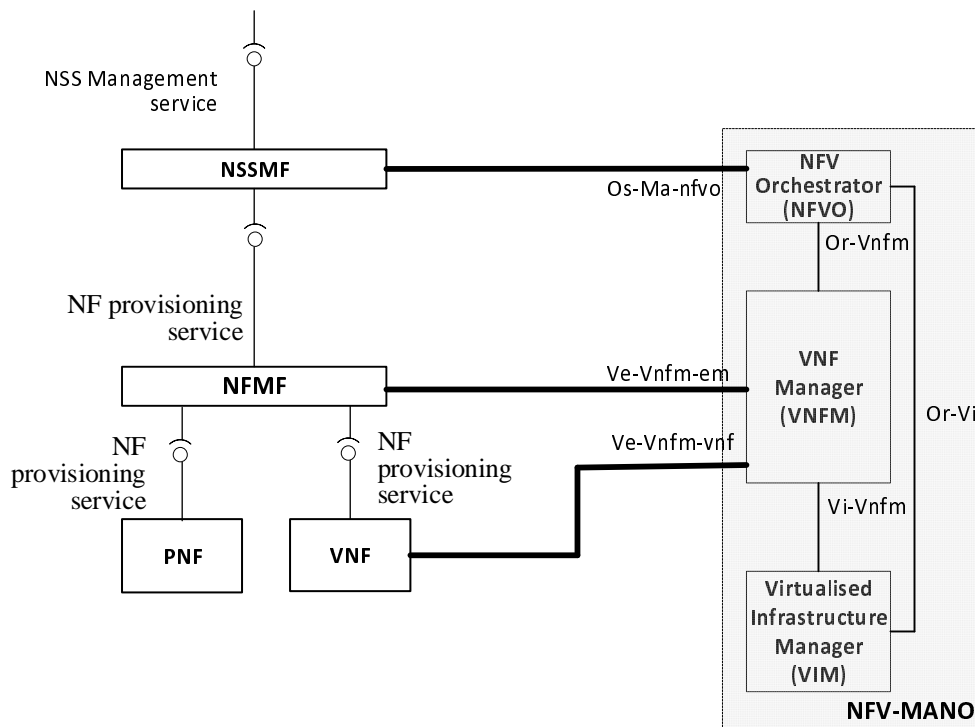 NSS Management
service
NSSMF
Os-Ma-nfvo
NFV
Orchestrator
(NFVO)
Or-Vnfm
NF provisioning
service
NFMF
Ve-Vnfm-em
VNF
Manager
(VNFM)
Or-Vi
Ve-Vnfm-vnf
NF
provisioning
service
NF
provisioning
service
Vi-Vnfm
PNF
VNF
Virtualised
Infrastructure
Manager
(VIM)
NFV-MANO